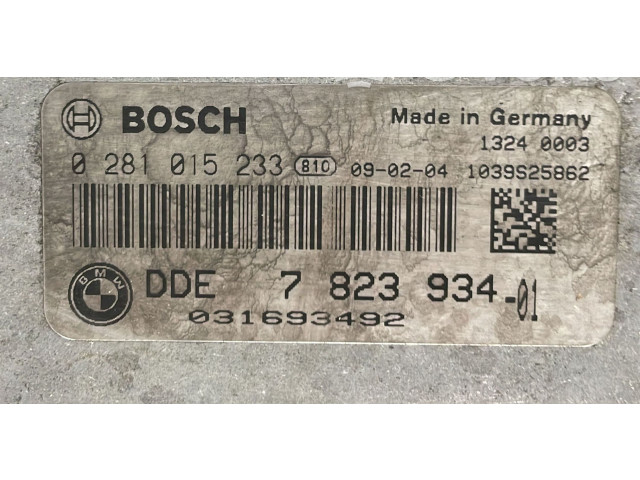 BOSCH Made in Germany
1324 0003
0 281 015 233 810 09-02-04 1039S25862
BMW DDE 7 823 934-01
031693492